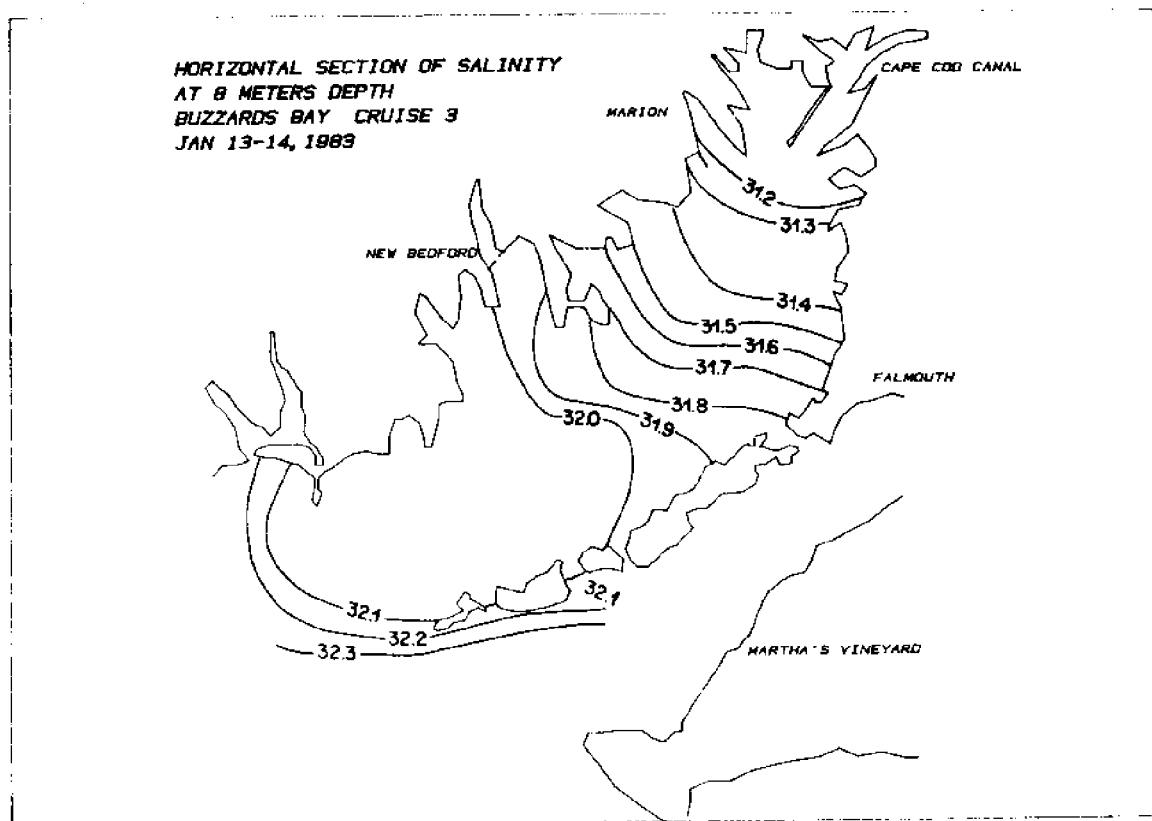 HORIZONTAL SECTION OF SALINITY
AT 8 METERS DEPTH
BUZZARDS BAY CRUISE 3
JAN 13-14, 1983
CAPE COD CANAL
MARION
31.2
31.3
NEW BEDFORD
31.4
31.5
31.6
31.7
FALMOUTH
31.8
32.0
31.9
32.1
32.1
32.2
32.3
MARTHA'S VINEYARD